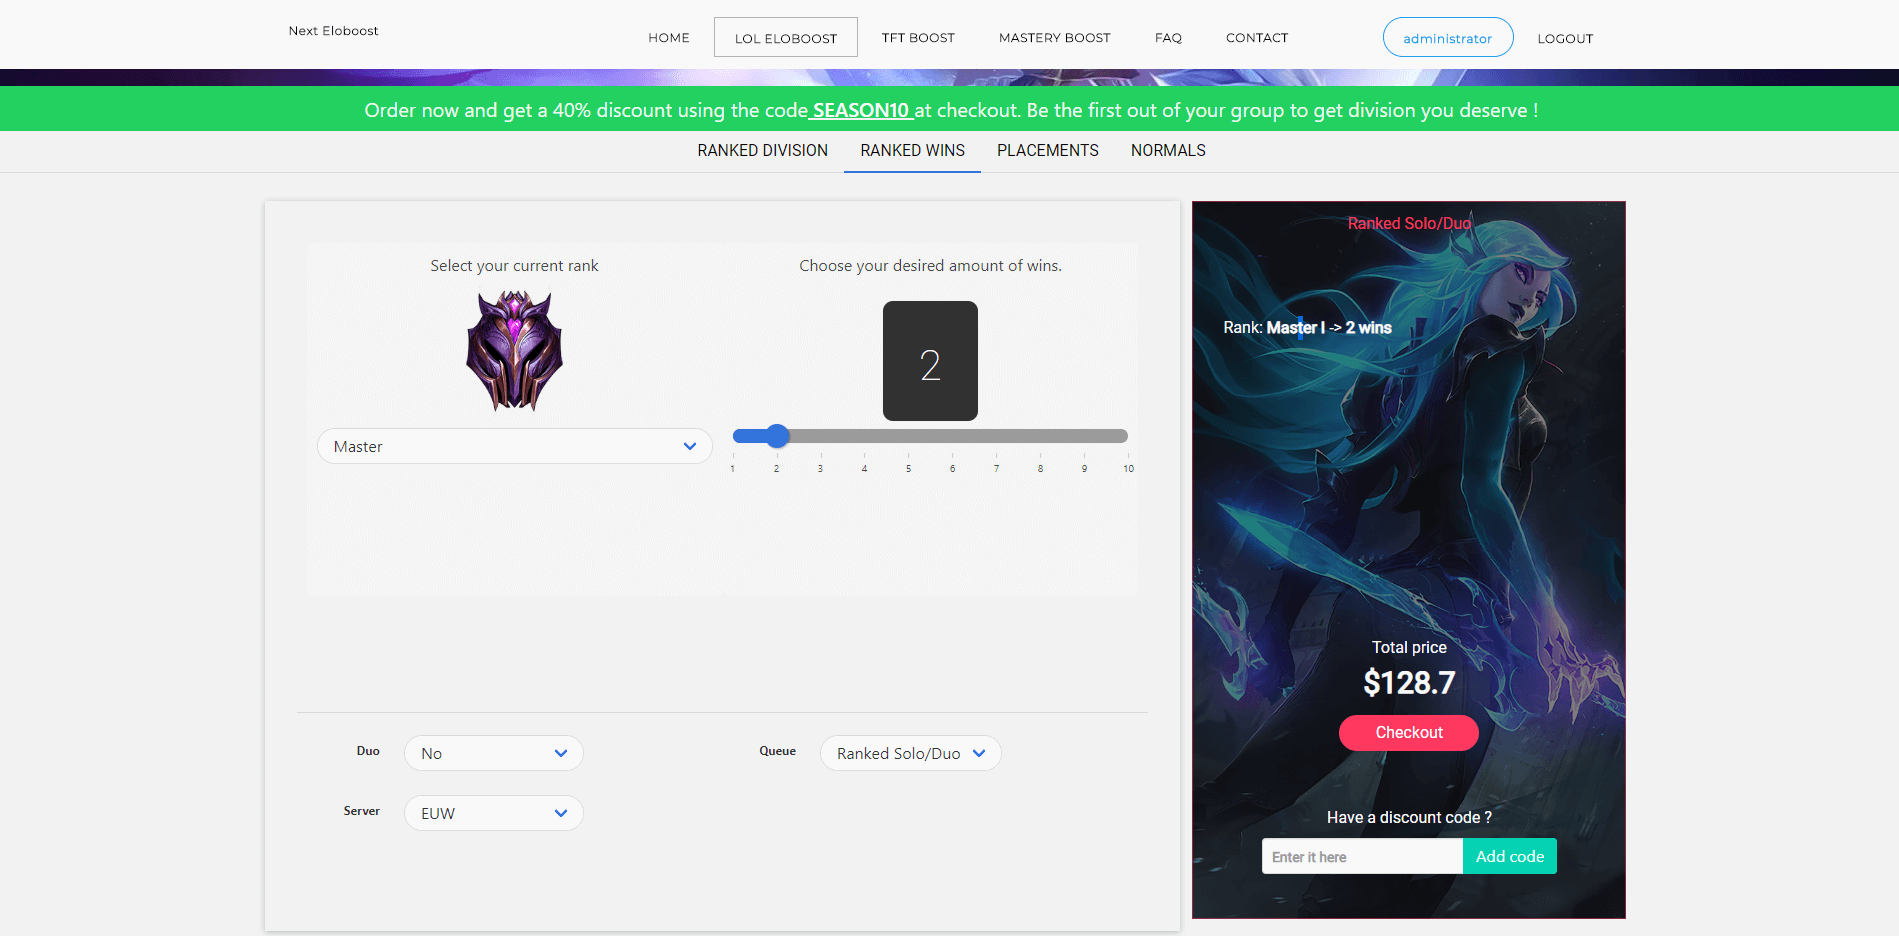 Next Eloboost
HOME
LOL ELOBOOST
TFT BOOST
MASTERY BOOST
FAQ
CONTACT
administrator
LOGOUT
Order now and get a 40% discount using the code SEASON10 at checkout. Be the first out of your group to get division you deserve !
RANKED DIVISION
RANKED WINS
PLACEMENTS
NORMALS
Select your current rank
Master
Choose your desired amount of wins.
2
1 2 3 4 5 6 7 8 9 10
Duo
No
Queue
Ranked Solo/Duo
Server
EUW
Ranked Solo/Duo
Rank: Master I -> 2 wins
Total price
$128.7
Checkout
Have a discount code ?
Enter it here
Add code